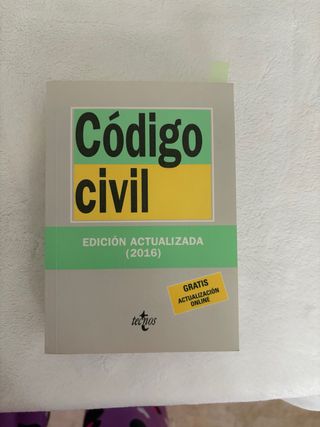 Código
civil
EDICIÓN ACTUALIZADA
(2016)
GRATIS
ACTUALIZACIÓN
ONLINE
tecnos